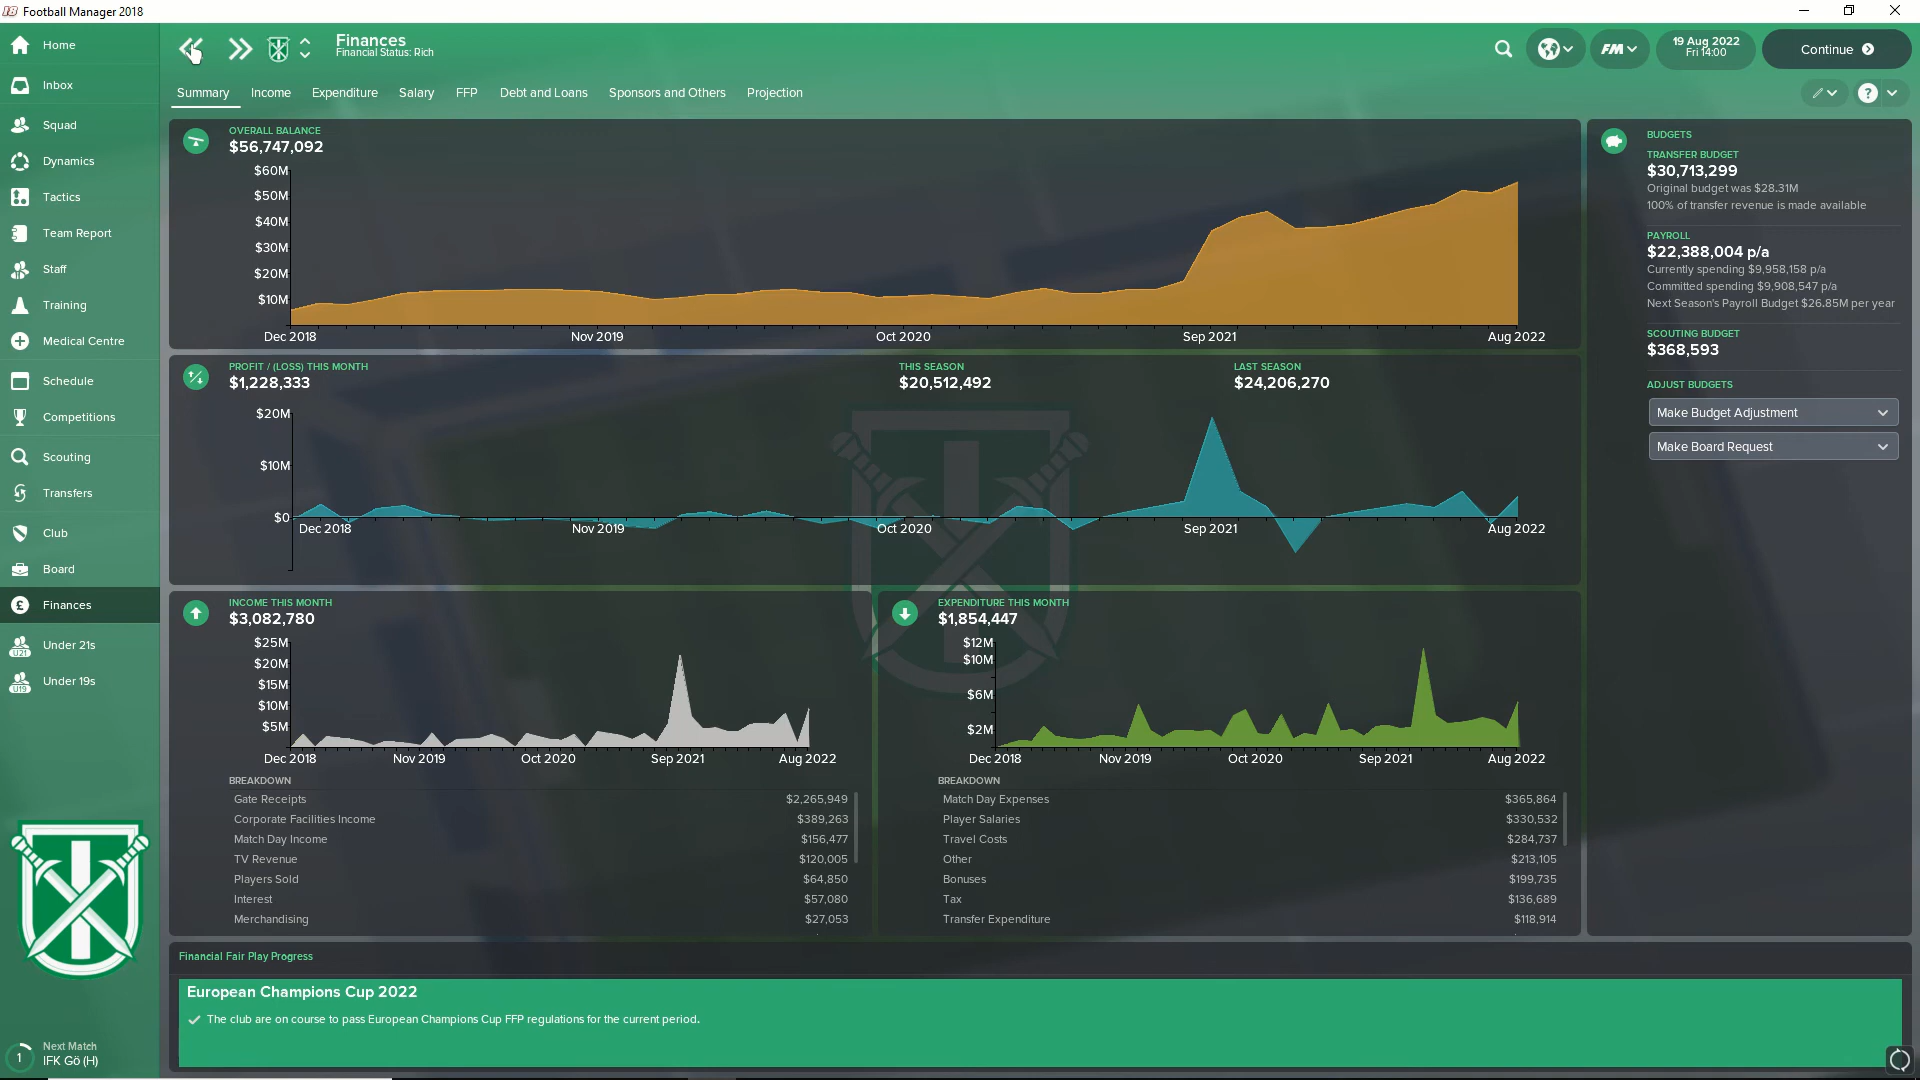 Football Manager 2018
Home
Inbox
Squad
Dynamics
Tactics
Team Report
Staff
Training
Medical Centre
Schedule
Competitions
Scouting
Transfers
Club
Board
£ Finances
U21 Under 21s
U19 Under 19s
1
Next Match
IFK Gö (H)
Finances
Financial Status: Rich
FM
19 Aug 2022
Fri 14:00
Continue
Summary Income Expenditure Salary FFP Debt and Loans Sponsors and Others Projection
?
OVERALL BALANCE
$56,747,092
$60M
$50M
$40M
$30M
$20M
$10M
Dec 2018 Nov 2019 Oct 2020 Sep 2021 Aug 2022
PROFIT / (LOSS) THIS MONTH
$1,228,333
THIS SEASON
$20,512,492
LAST SEASON
$24,206,270
$20M
$10M
$0
Dec 2018 Nov 2019 Oct 2020 Sep 2021 Aug 2022
INCOME THIS MONTH
$3,082,780
$25M
$20M
$15M
$10M
$5M
Dec 2018 Nov 2019 Oct 2020 Sep 2021 Aug 2022
BREAKDOWN
Gate Receipts $2,265,949
Corporate Facilities Income $389,263
Match Day Income $156,477
TV Revenue $120,005
Players Sold $64,850
Interest $57,080
Merchandising $27,053
EXPENDITURE THIS MONTH
$1,854,447
$12M
$10M
$6M
$2M
Dec 2018 Nov 2019 Oct 2020 Sep 2021 Aug 2022
BREAKDOWN
Match Day Expenses $365,864
Player Salaries $330,532
Travel Costs $284,737
Other $213,105
Bonuses $199,735
Tax $136,689
Transfer Expenditure $118,914
BUDGETS
TRANSFER BUDGET
$30,713,299
Original budget was $28.31M
100% of transfer revenue is made available
PAYROLL
$22,388,004 p/a
Currently spending $9,958,158 p/a
Committed spending $9,908,547 p/a
Next Season's Payroll Budget $26.85M per year
SCOUTING BUDGET
$368,593
ADJUST BUDGETS
Make Budget Adjustment
Make Board Request
Financial Fair Play Progress
European Champions Cup 2022
The club are on course to pass European Champions Cup FFP regulations for the current period.